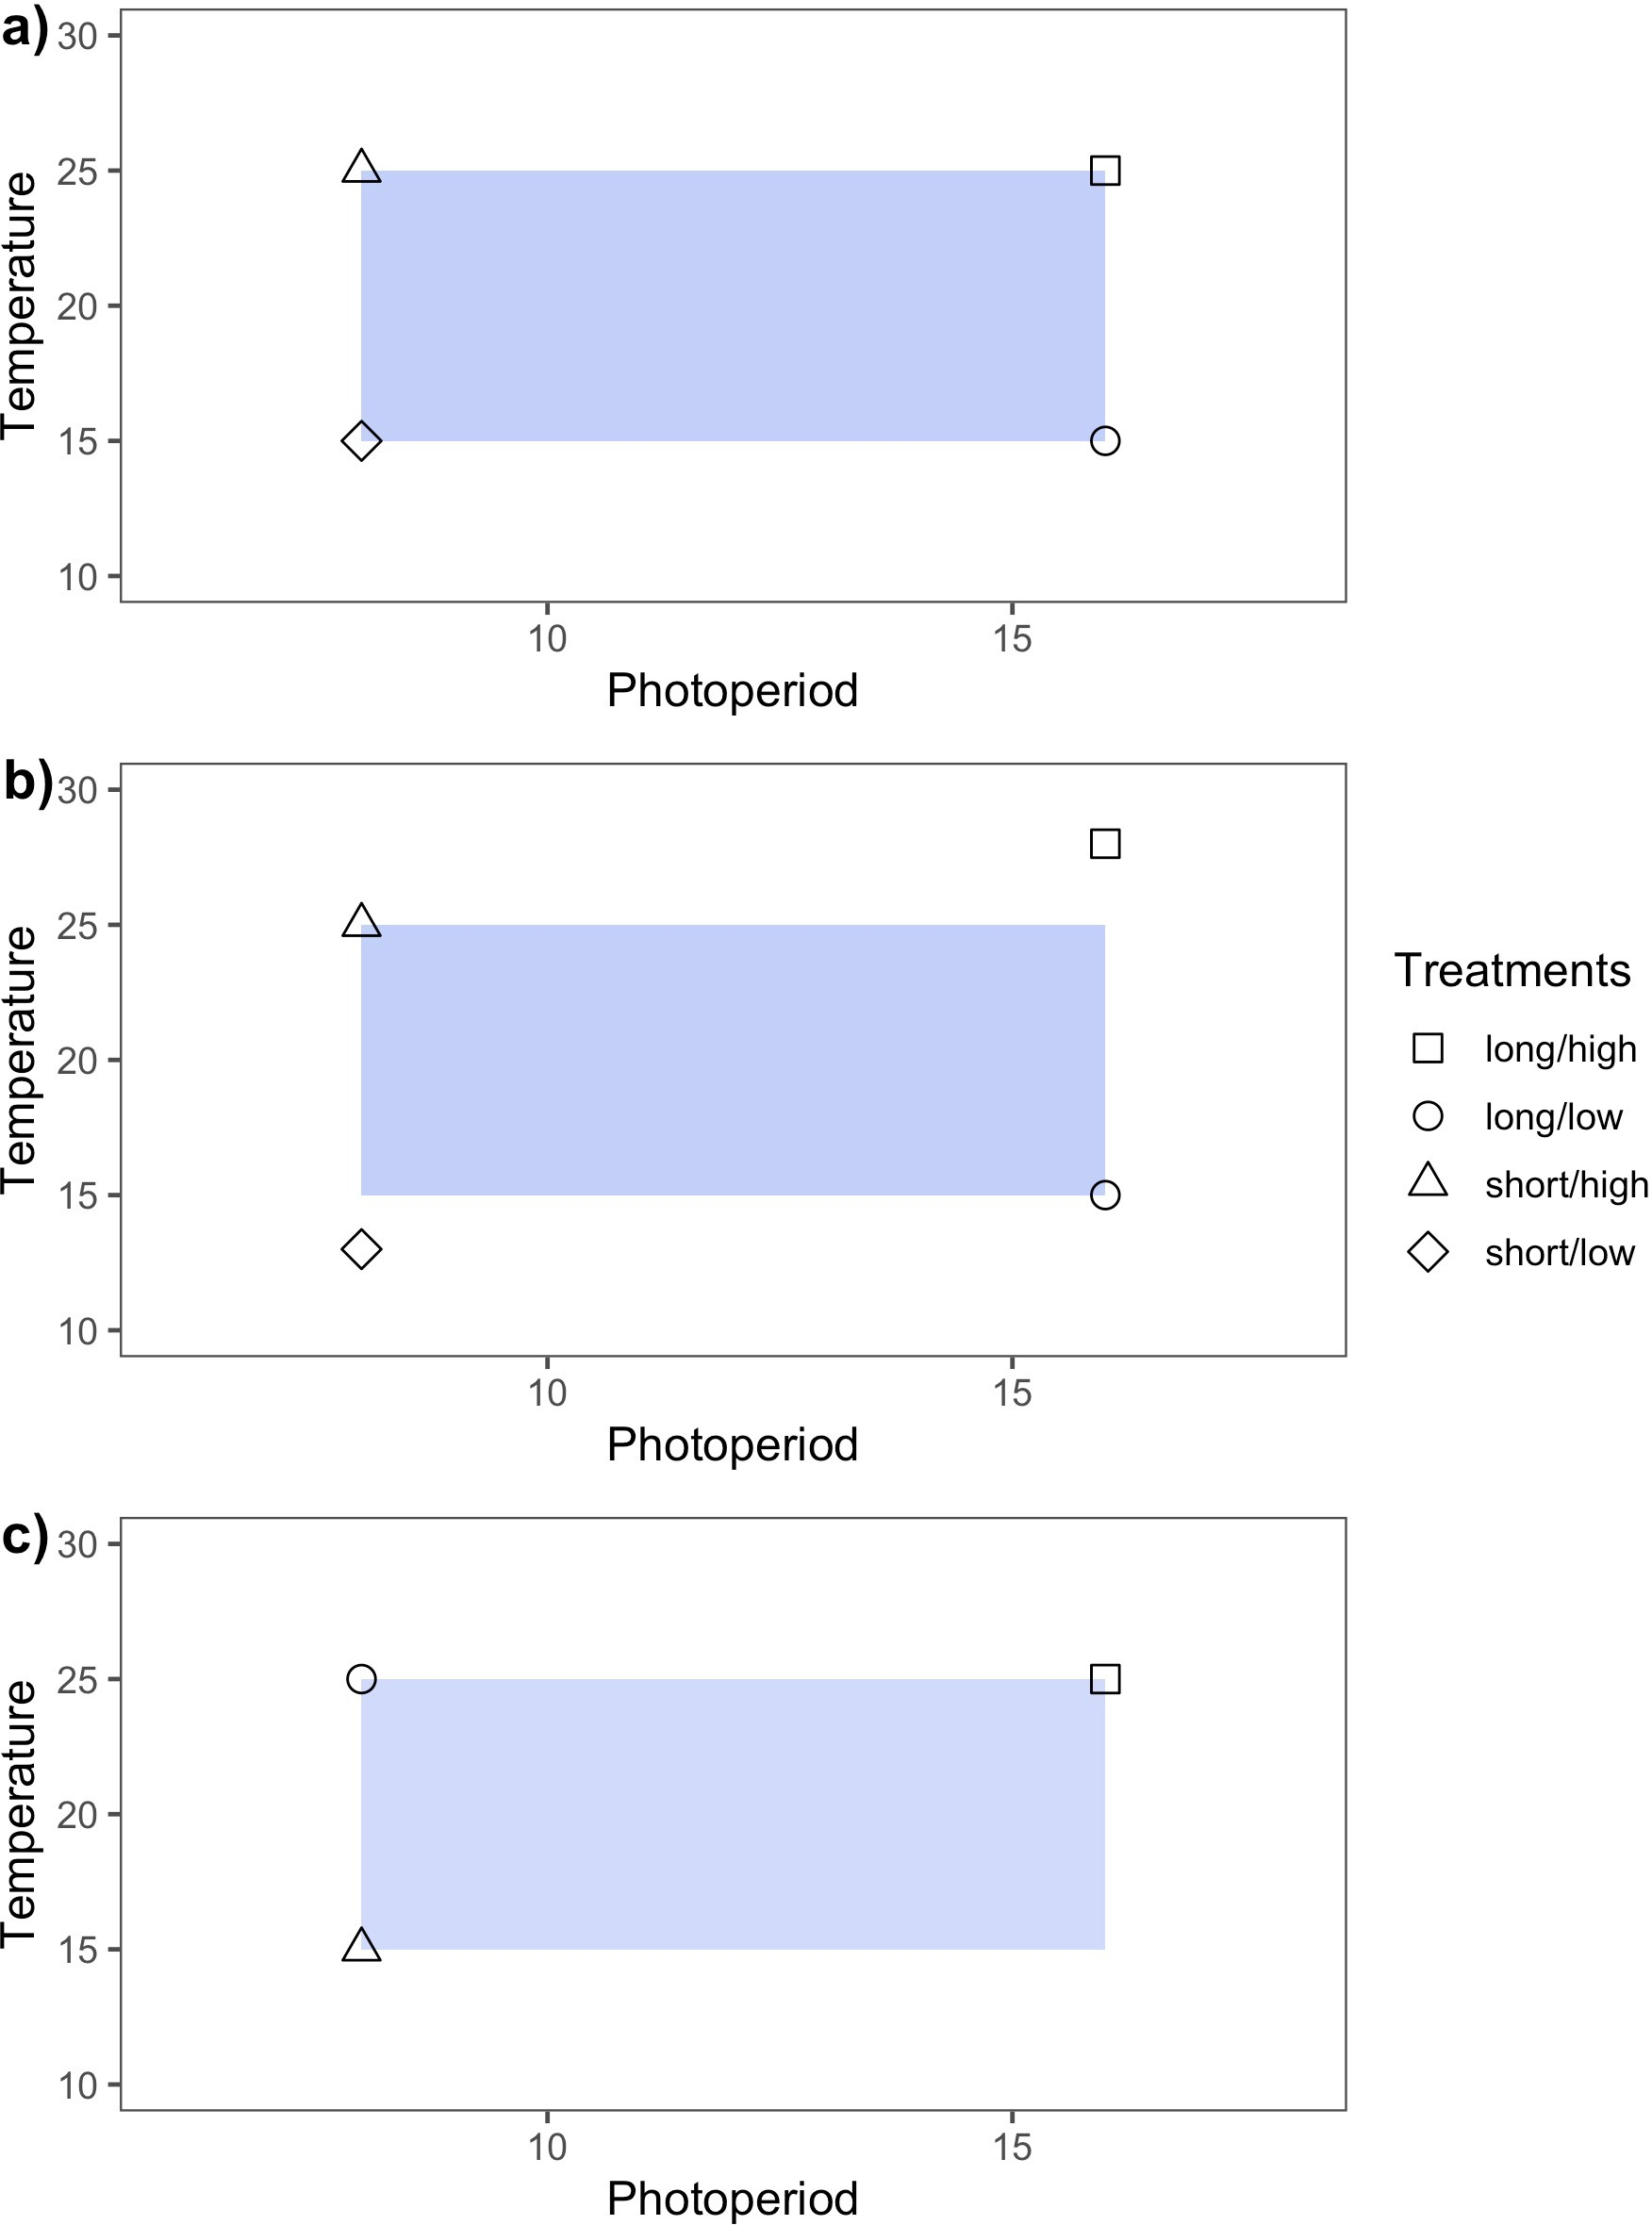 a)
30
25
20
15
10
Temperature
10 15
Photoperiod
b)
30
25
20
15
10
Temperature
10 15
Photoperiod
Treatments
long/high
long/low
short/high
short/low
c)
30
25
20
15
10
Temperature
10 15
Photoperiod